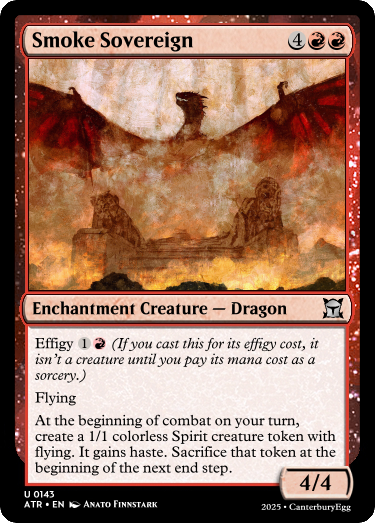 Smoke Sovereign 4
Enchantment Creature — Dragon
Effigy 1 (If you cast this for its effigy cost, it
isn't a creature until you pay its mana cost as a
sorcery.)
Flying
At the beginning of combat on your turn,
create a 1/1 colorless Spirit creature token with
flying. It gains haste. Sacrifice that token at the
beginning of the next end step.
4/4
U 0143
ATR • EN Anato Finnstark
2025 • CanterburyEgg